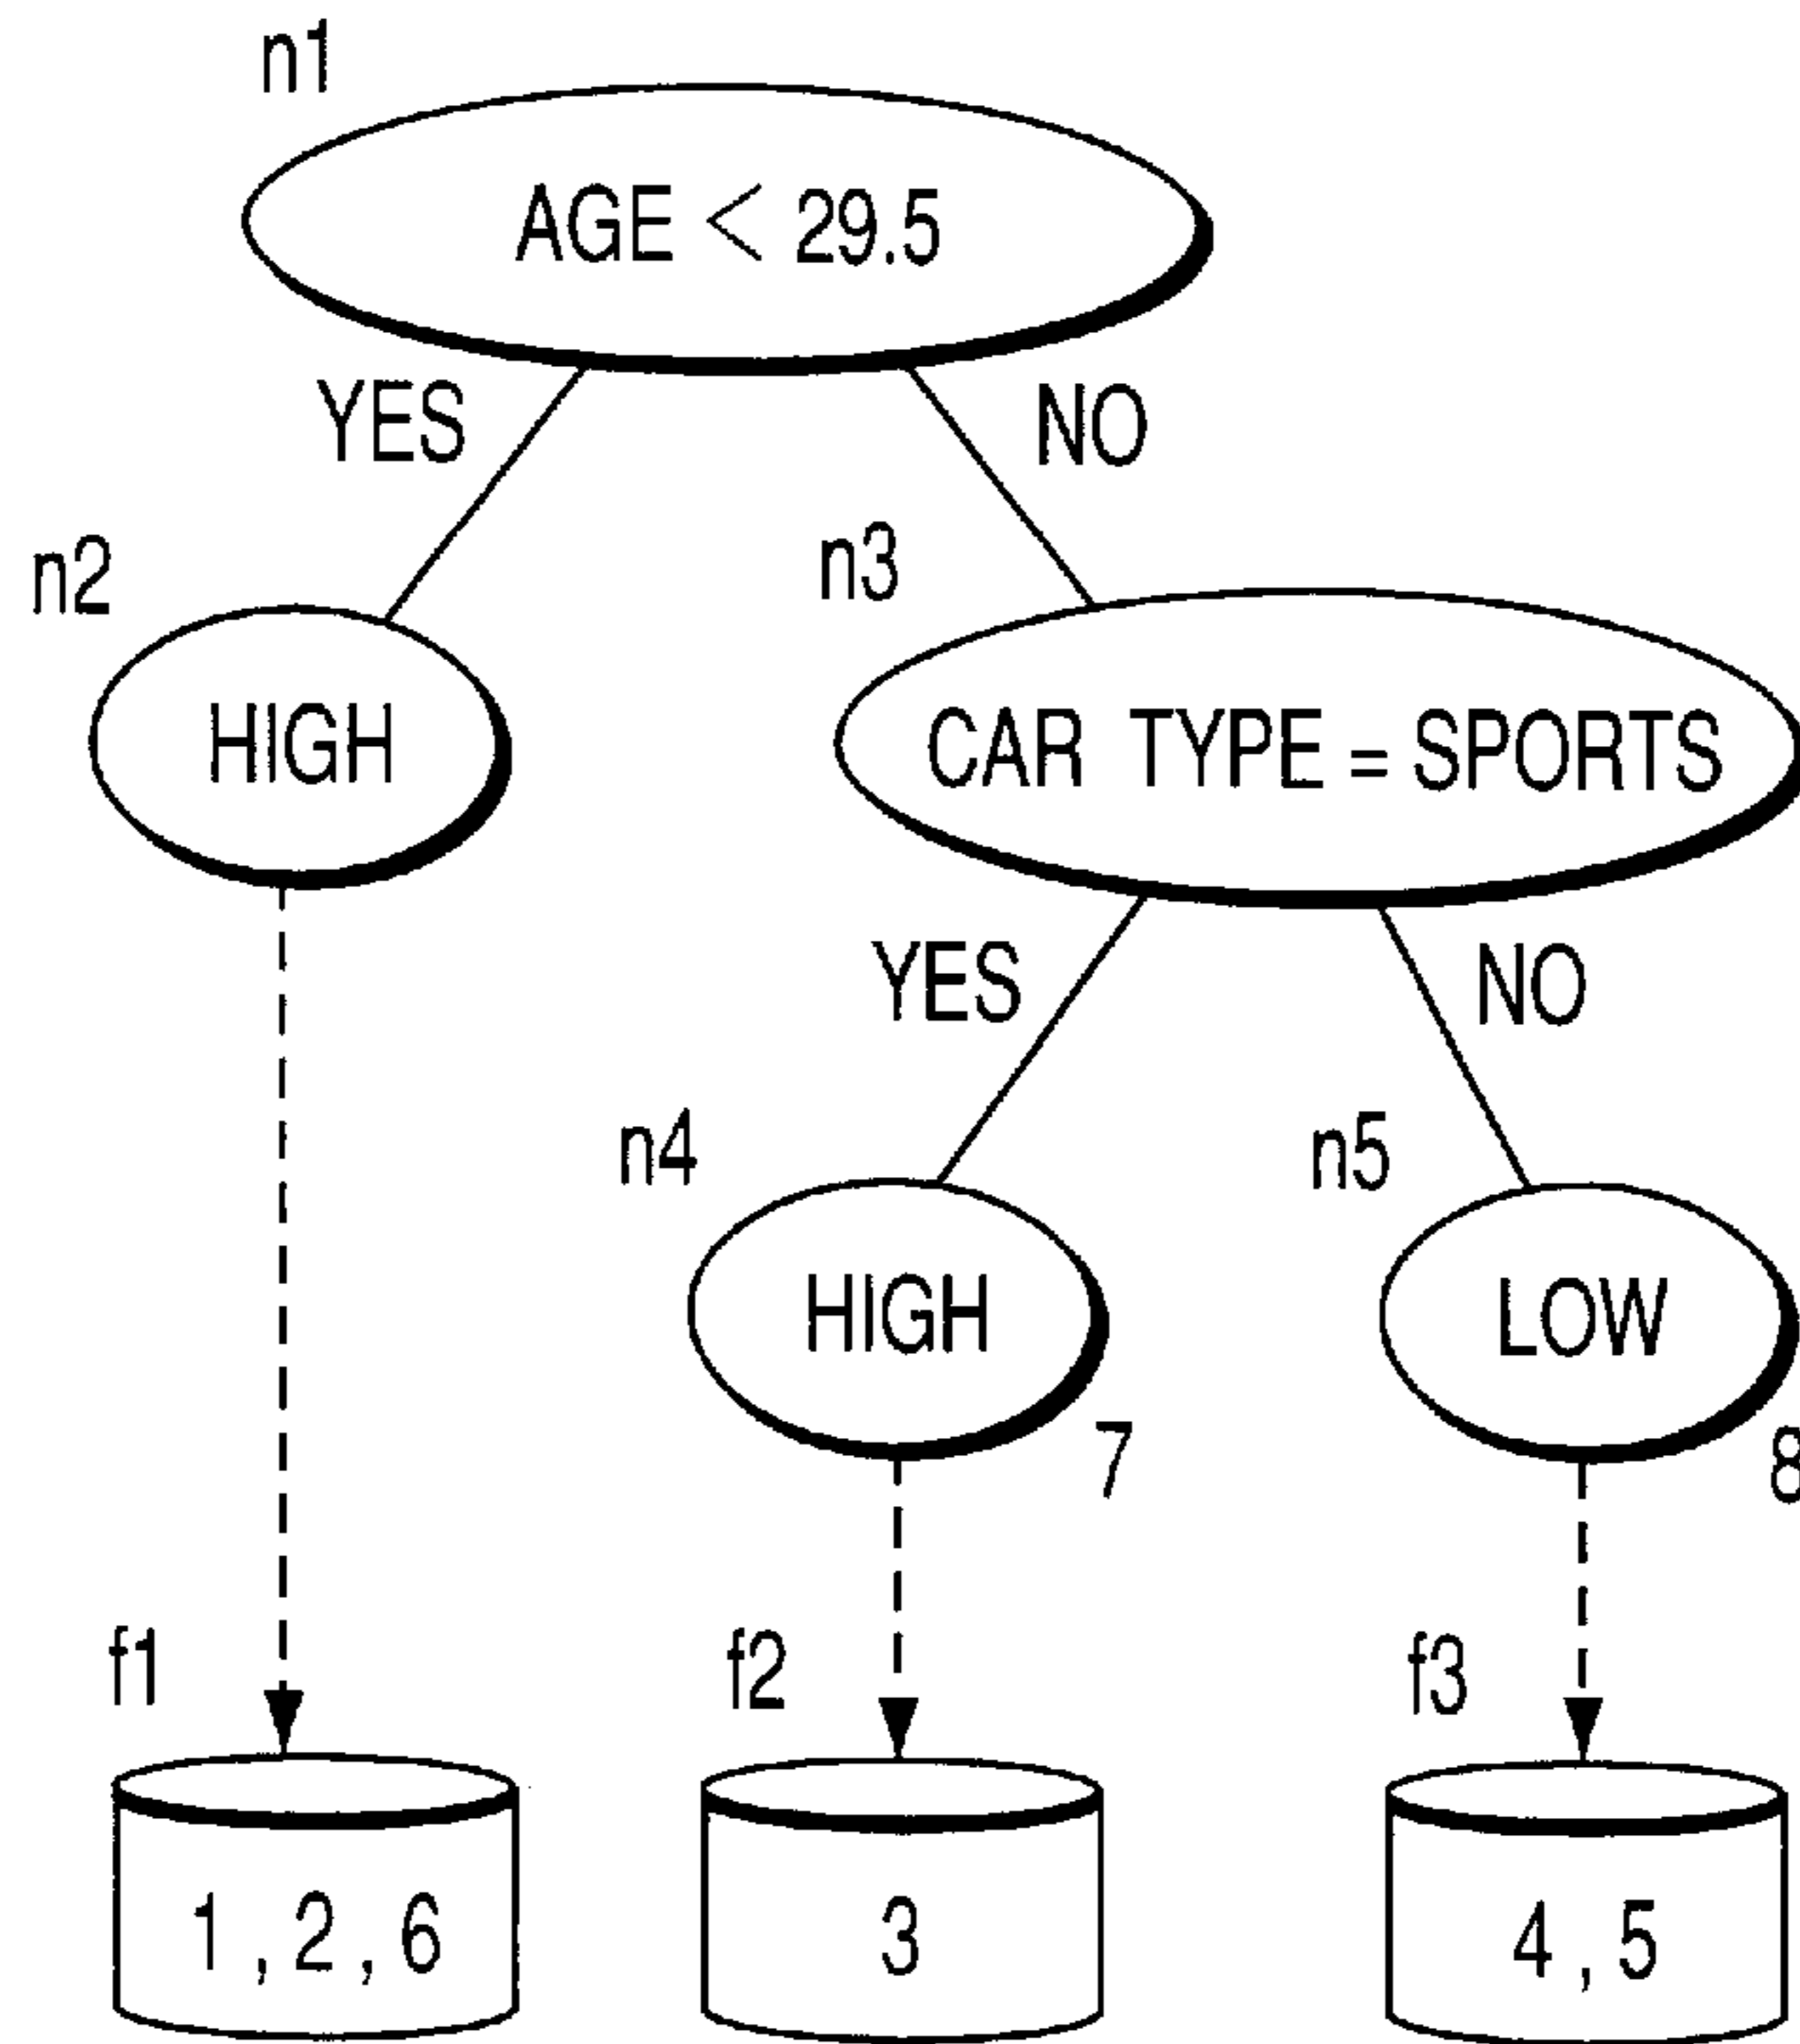 n1
AGE < 29.5
YES
NO
n2
n3
HIGH
CAR TYPE = SPORTS
YES
NO
n4
n5
HIGH
LOW
7
8
f1
f2
f3
1 , 2 , 6
3
4 , 5